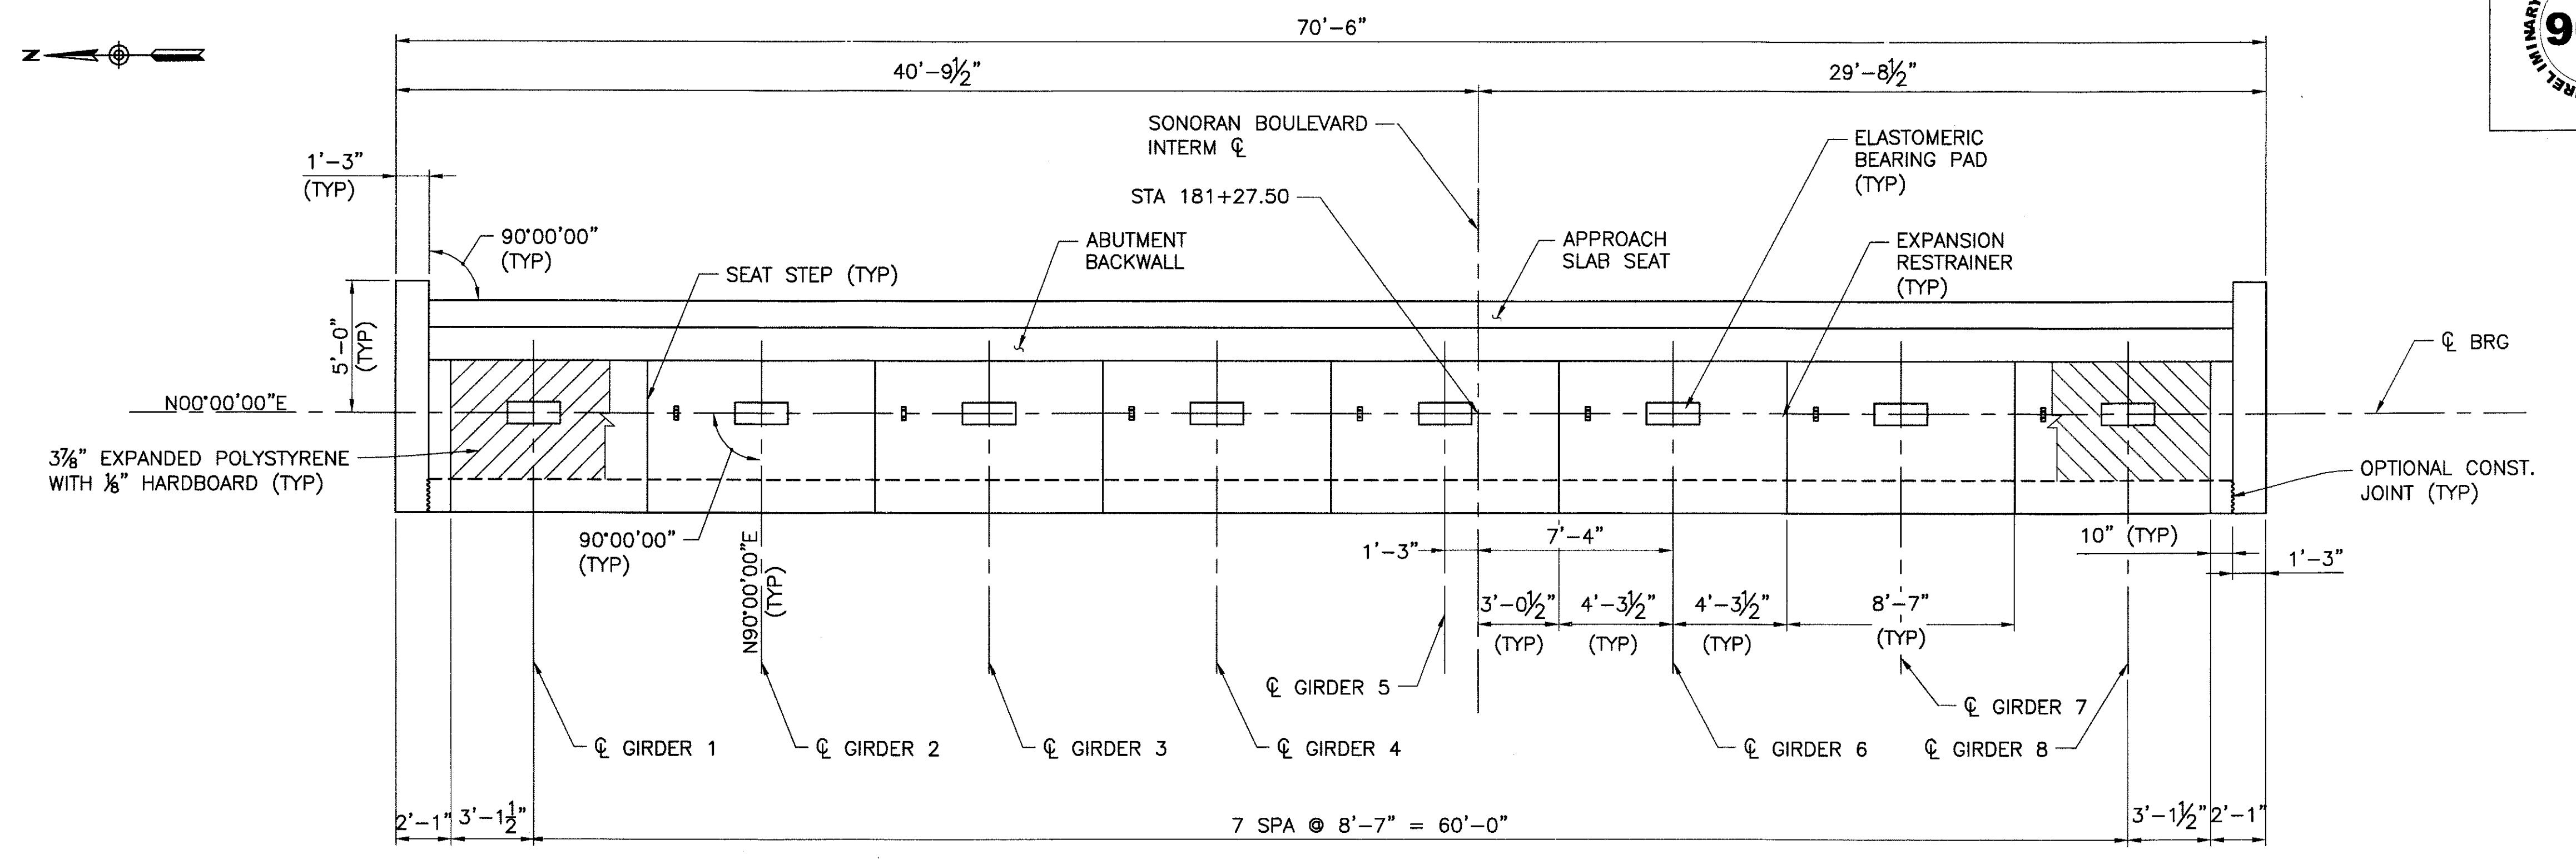 70'-6"
PRELIMINARY
9
N
40'-9½"
29'-8½"
SONORAN BOULEVARD
INTERM ℄
ELASTOMERIC
BEARING PAD
(TYP)
1'-3"
(TYP)
STA 181+27.50
90°00'00"
(TYP)
SEAT STEP (TYP)
ABUTMENT
BACKWALL
APPROACH
SLAB SEAT
EXPANSION
RESTRAINER
(TYP)
5'-0"
(TYP)
℄ BRG
N00°00'00"E
3⅞" EXPANDED POLYSTYRENE
WITH ⅛" HARDBOARD (TYP)
OPTIONAL CONST.
JOINT (TYP)
90°00'00"
(TYP)
N90°00'00"E
(TYP)
1'-3"
7'-4"
10" (TYP)
1'-3"
3'-0½"
(TYP)
4'-3½"
(TYP)
4'-3½"
(TYP)
8'-7"
(TYP)
℄ GIRDER 5
℄ GIRDER 7
℄ GIRDER 1
℄ GIRDER 2
℄ GIRDER 3
℄ GIRDER 4
℄ GIRDER 6
℄ GIRDER 8
2'-1"
3'-1½"
7 SPA @ 8'-7" = 60'-0"
3'-1½"
2'-1"